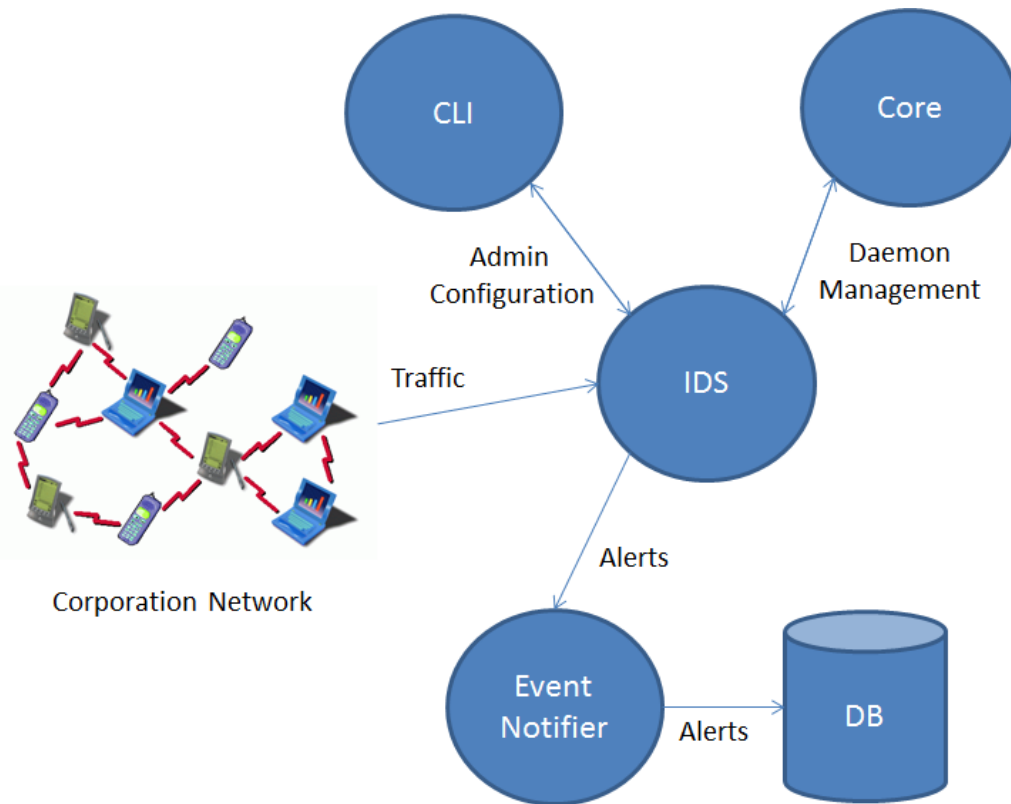 CLI
Core
Admin
Configuration
Daemon
Management
Traffic
IDS
Corporation Network
Alerts
Event
Notifier
Alerts
DB